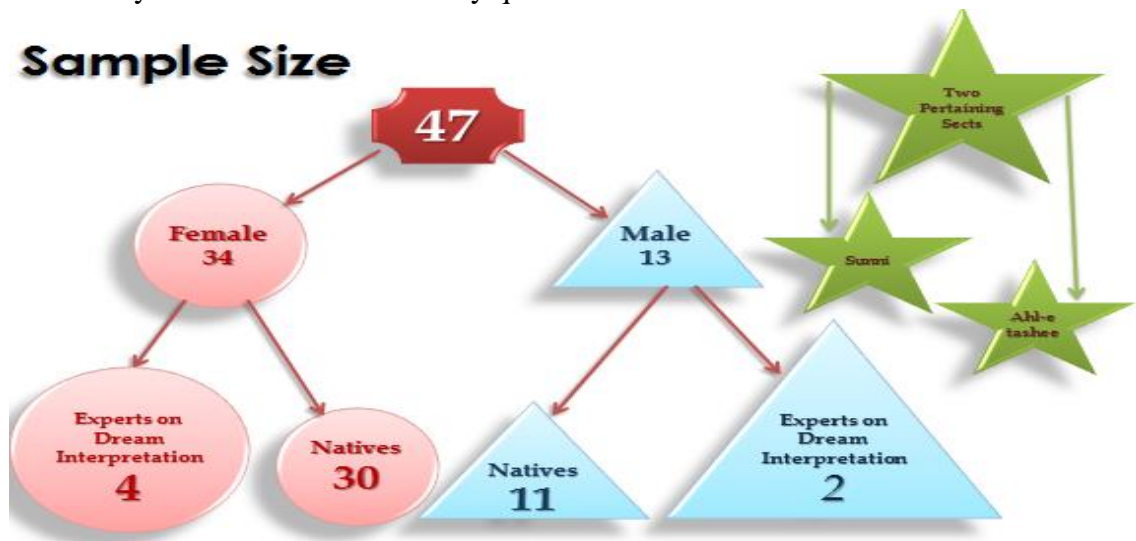 Sample Size
47
Two
Pertaining
Sects
Female
34
Male
13
Sunni
Ahl-e
tashee
Experts on
Dream
Interpretation
4
Natives
30
Natives
11
Experts on
Dream
Interpretation
2